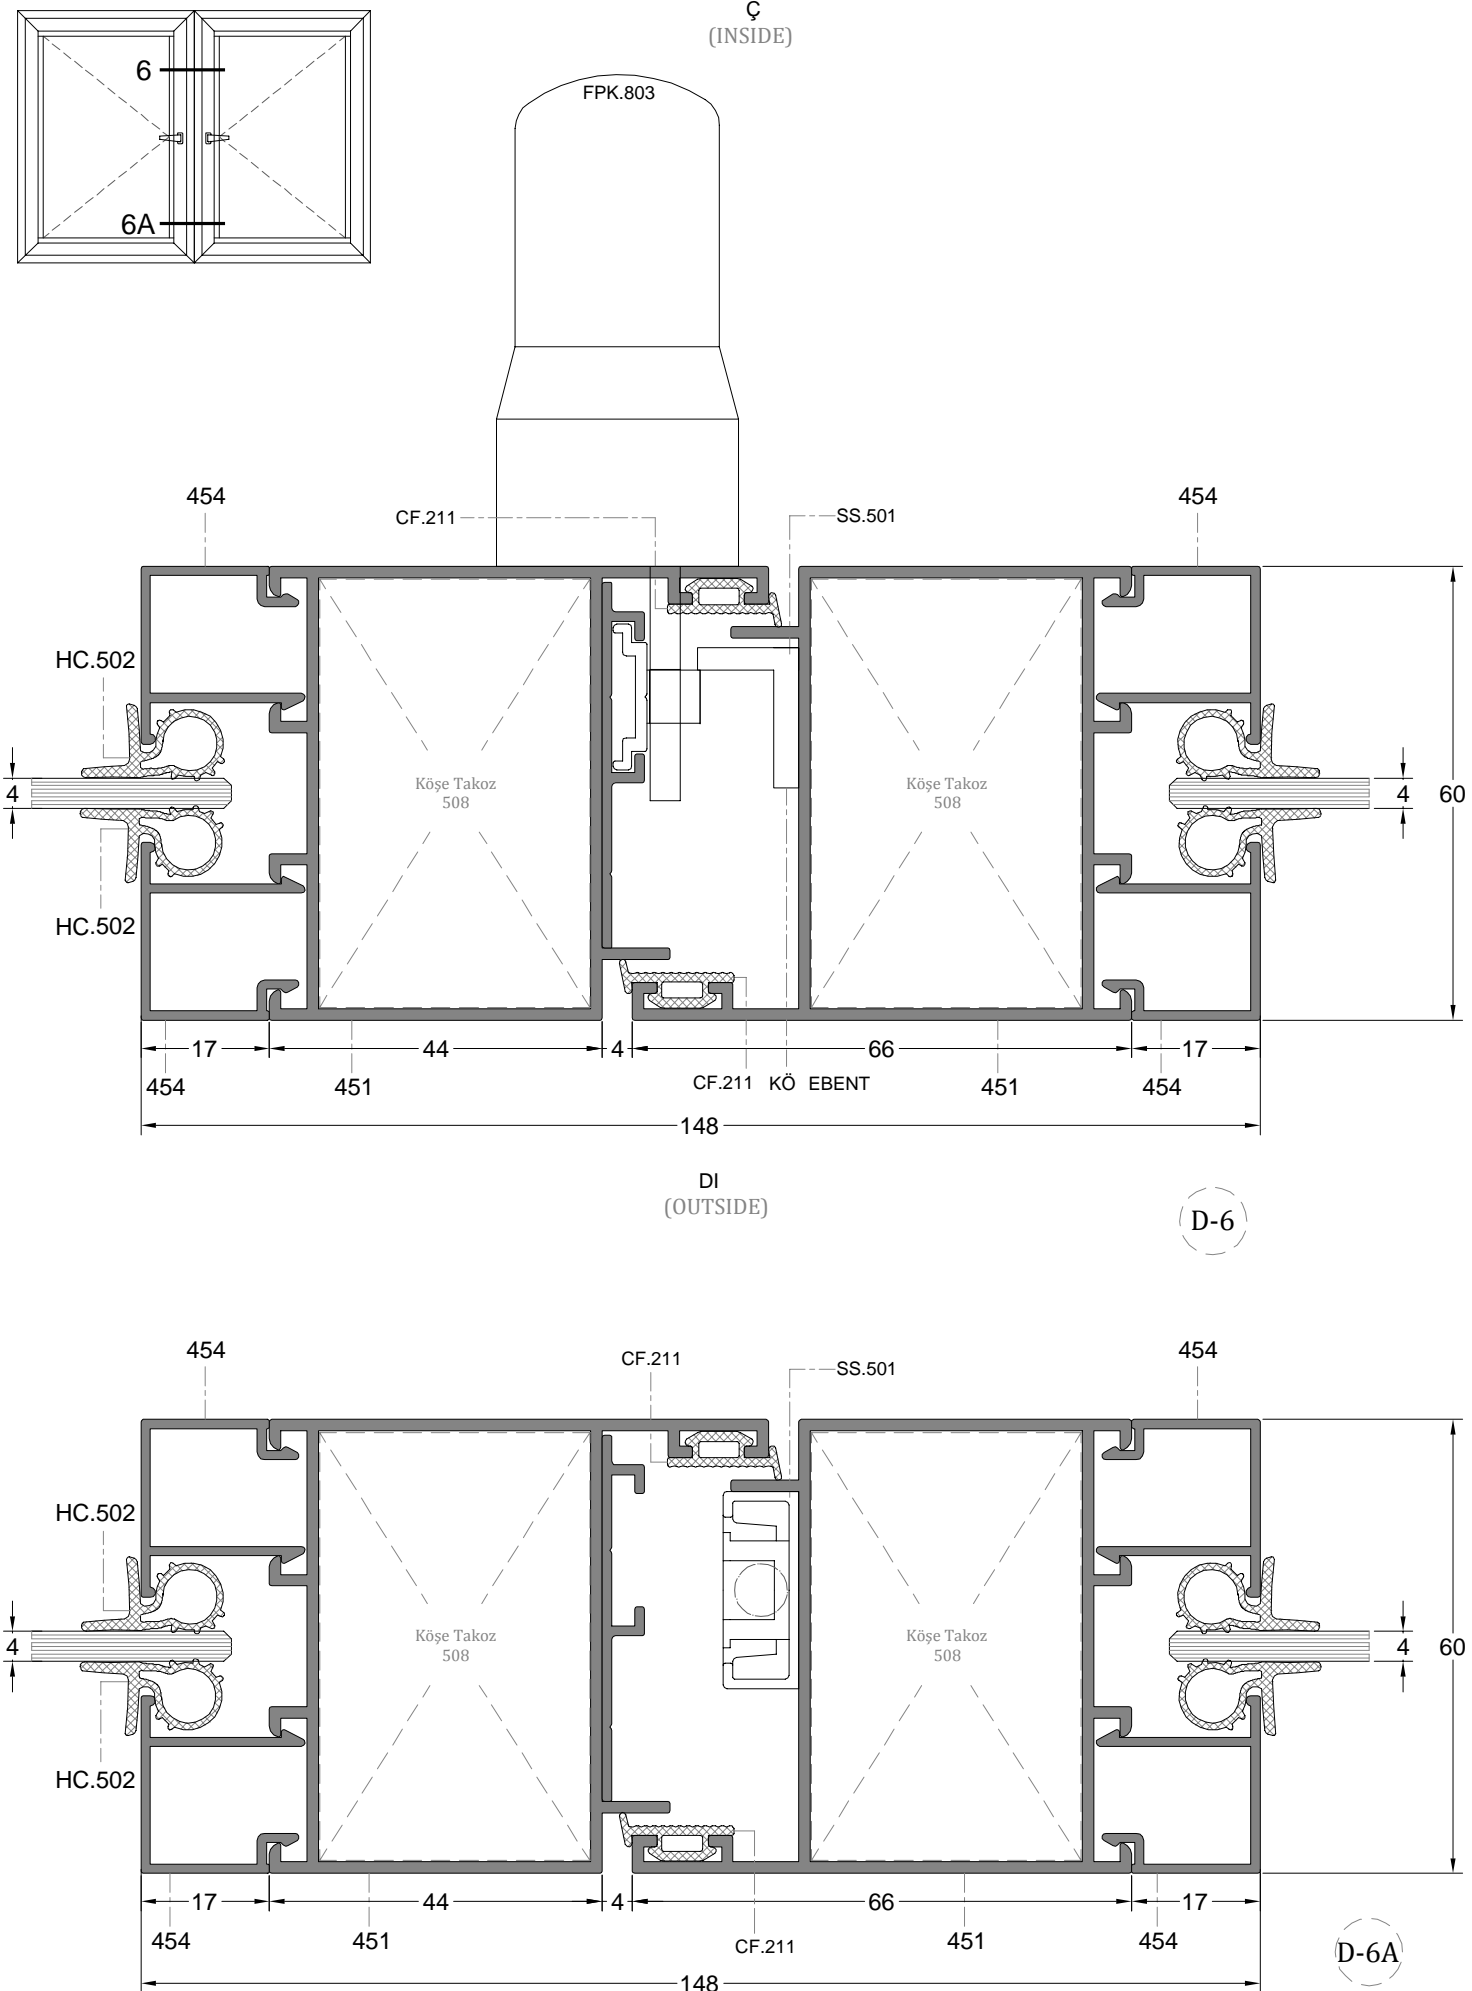 Ç
(INSIDE)
6
6A
FPK.803
454
CF.211
SS.501
454
HC.502
4
Köşe Takoz
508
Köşe Takoz
508
4
60
HC.502
17
44
4
66
17
454
451
CF.211
KÖ EBENT
451
454
148
DI
(OUTSIDE)
D-6
454
CF.211
SS.501
454
HC.502
4
Köşe Takoz
508
Köşe Takoz
508
4
60
HC.502
17
44
4
66
17
454
451
CF.211
451
454
D-6A
148